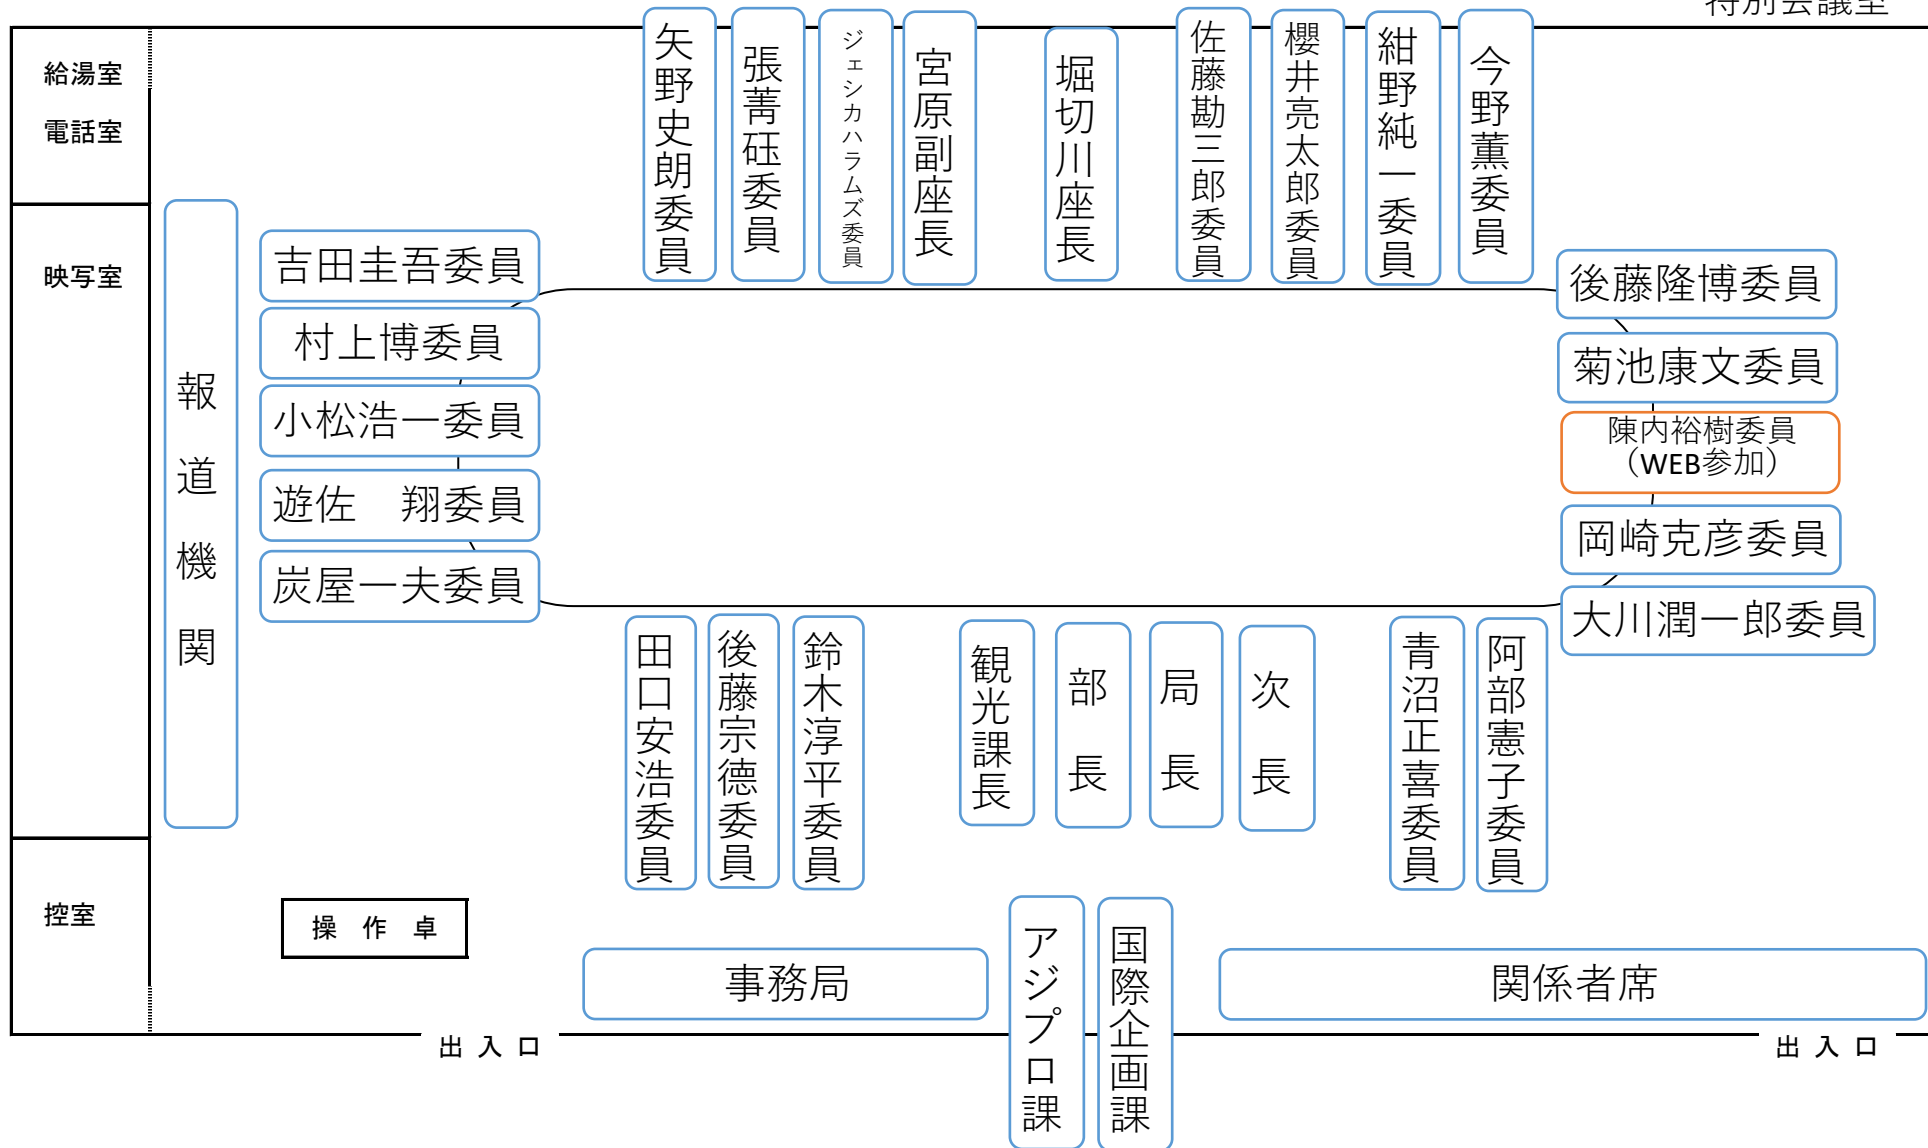 特別会議室
給湯室
電話室
映写室
控室
報道機関
矢野史朗委員
張菁砡委員
ジェシカハラムズ委員
宮原副座長
堀切川座長
佐藤勘三郎委員
櫻井亮太郎委員
紺野純一委員
今野薫委員
吉田圭吾委員
村上博委員
小松浩一委員
遊佐　翔委員
炭屋一夫委員
後藤隆博委員
菊池康文委員
陳内裕樹委員
（WEB参加）
岡崎克彦委員
大川潤一郎委員
田口安浩委員
後藤宗德委員
鈴木淳平委員
観光課長
部　長
局　長
次　長
青沼正喜委員
阿部憲子委員
操　作　卓
事務局
アジプロ課
国際企画課
関係者席
出 入 口
出 入 口